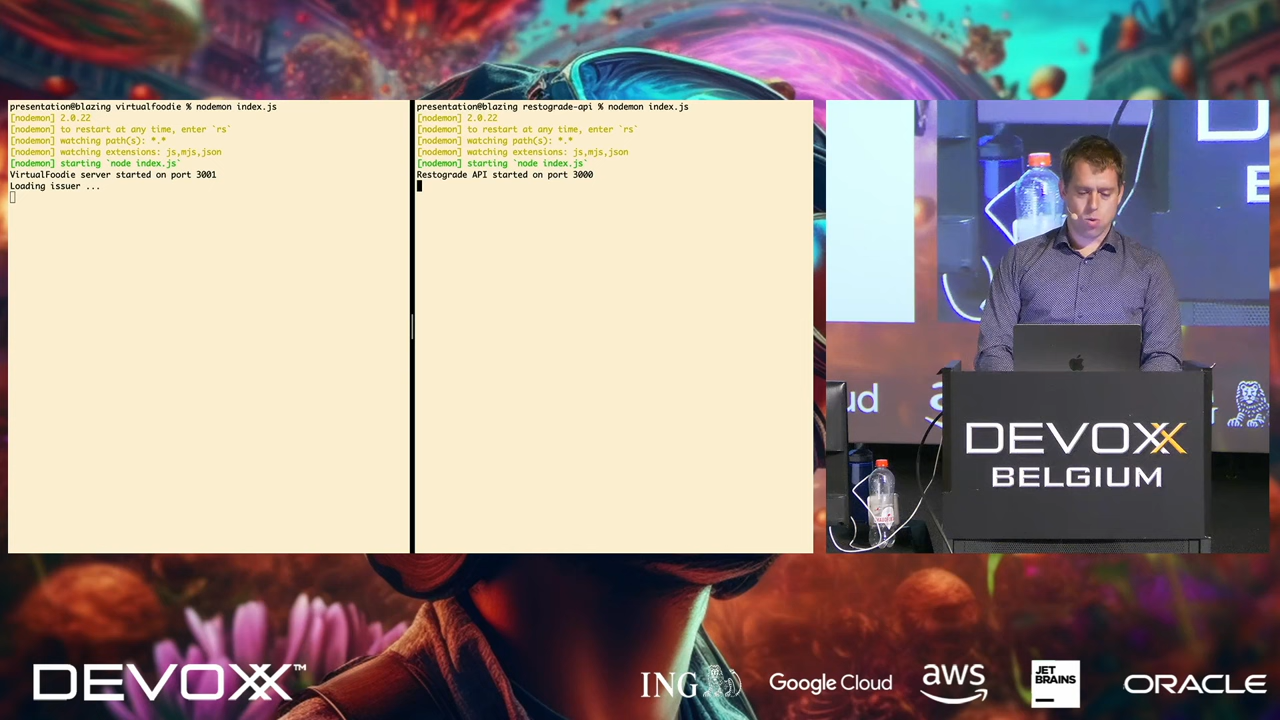 presentation@blazing virtualfoodie % nodemon index.js
[nodemon] 2.0.22
[nodemon] to restart at any time, enter `rs`
[nodemon] watching path(s): *.*
[nodemon] watching extensions: js,mjs,json
[nodemon] starting `node index.js`
VirtualFoodie server started on port 3001
Loading issuer ...
presentation@blazing restograde-api % nodemon index.js
[nodemon] 2.0.22
[nodemon] to restart at any time, enter `rs`
[nodemon] watching path(s): *.*
[nodemon] watching extensions: js,mjs,json
[nodemon] starting `node index.js`
Restograde API started on port 3000
DEVOXX
BELGIUM
DEVOXX™
ING
Google Cloud
aws
JET
BRAINS
ORACLE